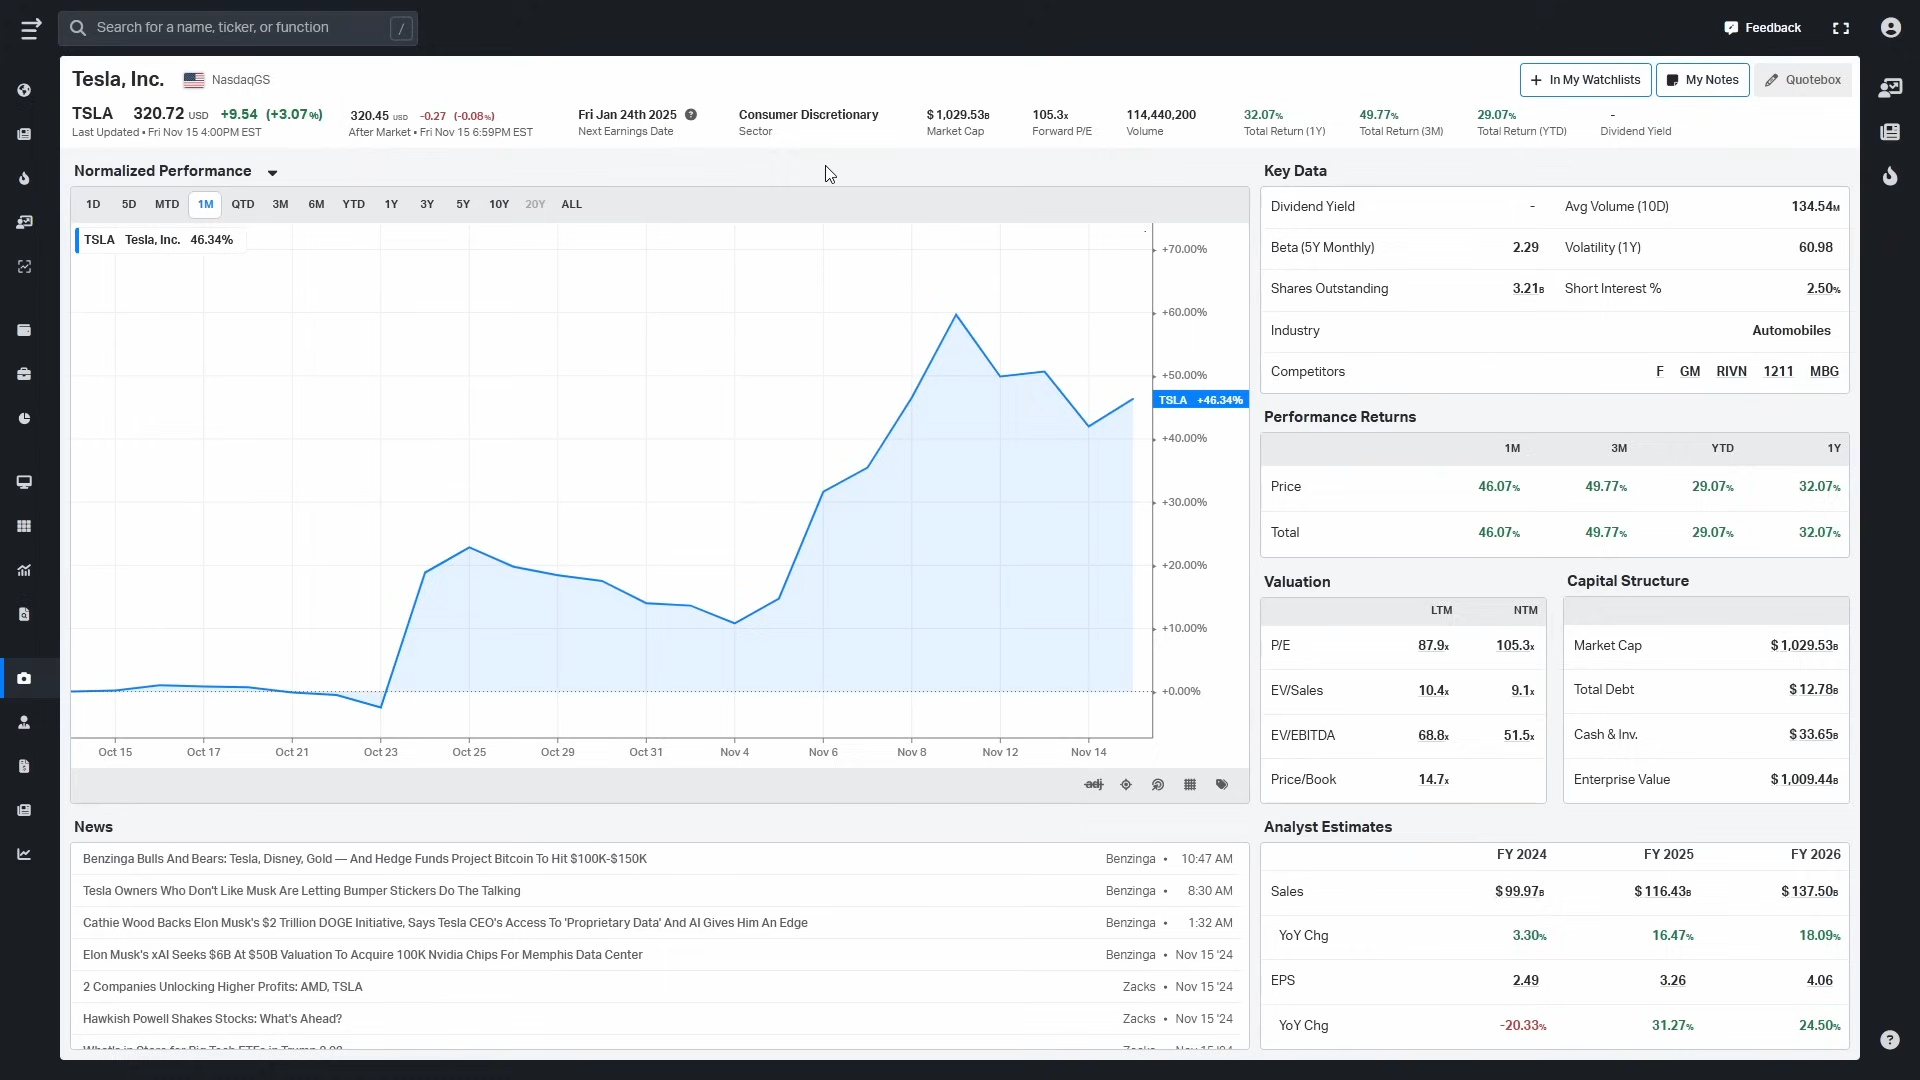 Search for a name, ticker, or function /
Feedback
Tesla, Inc. NasdaqGS
+ In My Watchlists My Notes Quotebox
TSLA 320.72 USD +9.54 (+3.07%) 320.45 USD -0.27 (-0.08%) Fri Jan 24th 2025 ? Consumer Discretionary $1,029.53B 105.3x 114,440,200 32.07% 49.77% 29.07% -
Last Updated • Fri Nov 15 4:00PM EST After Market • Fri Nov 15 6:59PM EST Next Earnings Date Sector Market Cap Forward P/E Volume Total Return (1Y) Total Return (3M) Total Return (YTD) Dividend Yield
Normalized Performance
1D 5D MTD 1M QTD 3M 6M YTD 1Y 3Y 5Y 10Y 20Y ALL
TSLA Tesla, Inc. 46.34%
+70.00%
+60.00%
+50.00%
TSLA +46.34%
+40.00%
+30.00%
+20.00%
+10.00%
+0.00%
Oct 15 Oct 17 Oct 21 Oct 23 Oct 25 Oct 29 Oct 31 Nov 4 Nov 6 Nov 8 Nov 12 Nov 14
adj
Key Data
Dividend Yield - Avg Volume (10D) 134.54M
Beta (5Y Monthly) 2.29 Volatility (1Y) 60.98
Shares Outstanding 3.21B Short Interest % 2.50%
Industry Automobiles
Competitors F GM RIVN 1211 MBG
Performance Returns
1M 3M YTD 1Y
Price 46.07% 49.77% 29.07% 32.07%
Total 46.07% 49.77% 29.07% 32.07%
Valuation
LTM NTM
P/E 87.9x 105.3x
EV/Sales 10.4x 9.1x
EV/EBITDA 68.8x 51.5x
Price/Book 14.7x
Capital Structure
Market Cap $1,029.53B
Total Debt $12.78B
Cash & Inv. $33.65B
Enterprise Value $1,009.44B
News
Benzinga Bulls And Bears: Tesla, Disney, Gold — And Hedge Funds Project Bitcoin To Hit $100K-$150K Benzinga • 10:47 AM
Tesla Owners Who Don't Like Musk Are Letting Bumper Stickers Do The Talking Benzinga • 8:30 AM
Cathie Wood Backs Elon Musk's $2 Trillion DOGE Initiative, Says Tesla CEO's Access To 'Proprietary Data' And AI Gives Him An Edge Benzinga • 1:32 AM
Elon Musk's xAI Seeks $6B At $50B Valuation To Acquire 100K Nvidia Chips For Memphis Data Center Benzinga • Nov 15 '24
2 Companies Unlocking Higher Profits: AMD, TSLA Zacks • Nov 15 '24
Hawkish Powell Shakes Stocks: What's Ahead? Zacks • Nov 15 '24
Analyst Estimates
FY 2024 FY 2025 FY 2026
Sales $99.97B $116.43B $137.50B
YoY Chg 3.30% 16.47% 18.09%
EPS 2.49 3.26 4.06
YoY Chg -20.33% 31.27% 24.50%
?